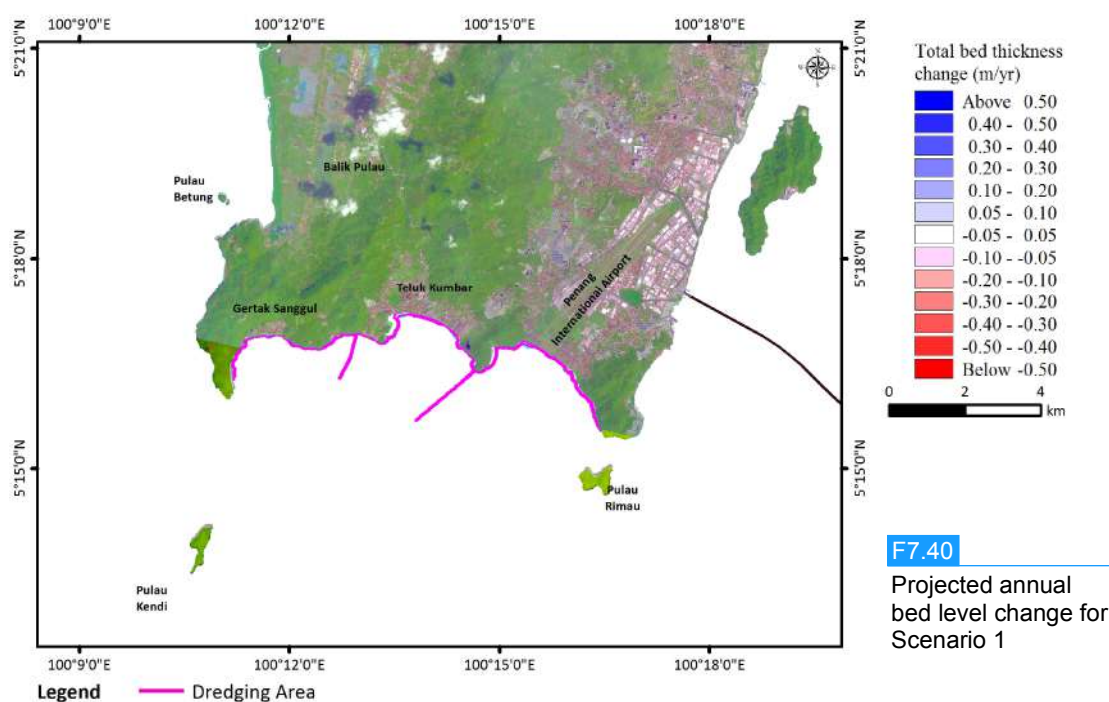 100°9'0"E 100°12'0"E 100°15'0"E 100°18'0"E
5°21'0"N
5°21'0"N
Balik Pulau
Pulau
Betung
5°18'0"N
5°18'0"N
Penang
International Airport
Teluk Kumbar
Gertak Sanggul
5°15'0"N
5°15'0"N
Pulau
Rimau
Pulau
Kendi
100°9'0"E 100°12'0"E 100°15'0"E 100°18'0"E
Legend Dredging Area
Total bed thickness
change (m/yr)
Above 0.50
0.40 - 0.50
0.30 - 0.40
0.20 - 0.30
0.10 - 0.20
0.05 - 0.10
-0.05 - 0.05
-0.10 - -0.05
-0.20 - -0.10
-0.30 - -0.20
-0.40 - -0.30
-0.50 - -0.40
Below -0.50
0 2 4
km
F7.40
Projected annual
bed level change for
Scenario 1